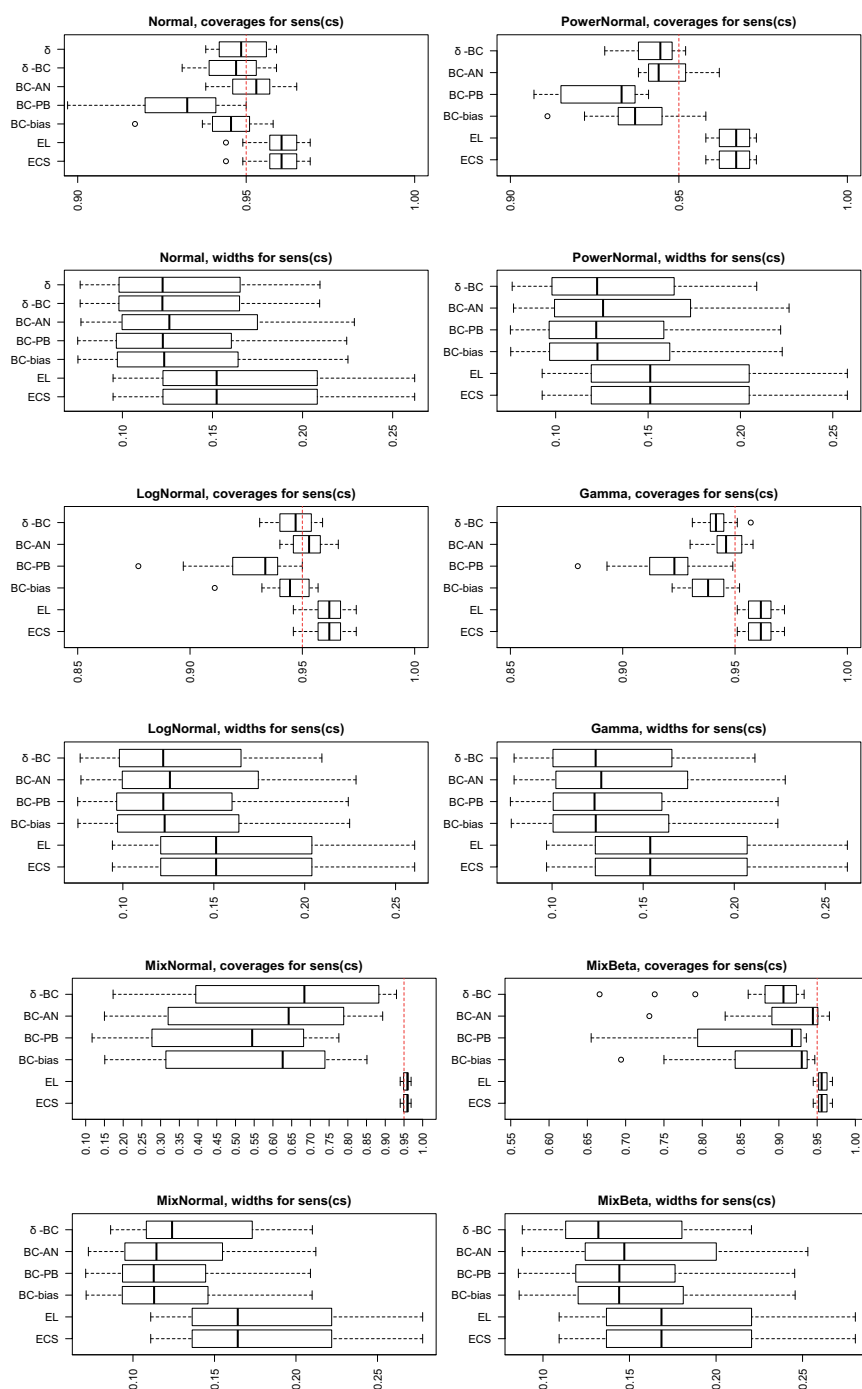 Normal, coverages for sens(cs)
δ
δ -BC
BC-AN
BC-PB
BC-bias
EL
ECS
0.90
0.95
1.00
PowerNormal, coverages for sens(cs)
δ -BC
BC-AN
BC-PB
BC-bias
EL
ECS
0.90
0.95
1.00
Normal, widths for sens(cs)
δ
δ -BC
BC-AN
BC-PB
BC-bias
EL
ECS
0.10
0.15
0.20
0.25
PowerNormal, widths for sens(cs)
δ -BC
BC-AN
BC-PB
BC-bias
EL
ECS
0.10
0.15
0.20
0.25
LogNormal, coverages for sens(cs)
δ -BC
BC-AN
BC-PB
BC-bias
EL
ECS
0.85
0.90
0.95
1.00
Gamma, coverages for sens(cs)
δ -BC
BC-AN
BC-PB
BC-bias
EL
ECS
0.85
0.90
0.95
1.00
LogNormal, widths for sens(cs)
δ -BC
BC-AN
BC-PB
BC-bias
EL
ECS
0.10
0.15
0.20
0.25
Gamma, widths for sens(cs)
δ -BC
BC-AN
BC-PB
BC-bias
EL
ECS
0.10
0.15
0.20
0.25
MixNormal, coverages for sens(cs)
δ -BC
BC-AN
BC-PB
BC-bias
EL
ECS
0.10
0.15
0.20
0.25
0.30
0.35
0.40
0.45
0.50
0.55
0.60
0.65
0.70
0.75
0.80
0.85
0.90
0.95
1.00
MixBeta, coverages for sens(cs)
δ -BC
BC-AN
BC-PB
BC-bias
EL
ECS
0.55
0.60
0.65
0.70
0.75
0.80
0.85
0.90
0.95
1.00
MixNormal, widths for sens(cs)
δ -BC
BC-AN
BC-PB
BC-bias
EL
ECS
0.10
0.15
0.20
0.25
MixBeta, widths for sens(cs)
δ -BC
BC-AN
BC-PB
BC-bias
EL
ECS
0.10
0.15
0.20
0.25